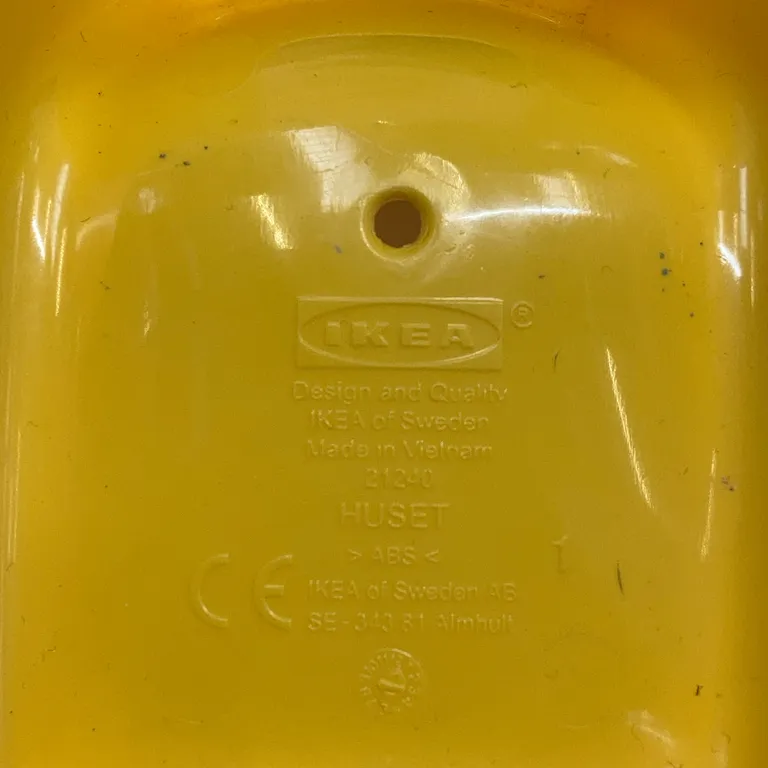 IKEA®
Design and Quality
IKEA of Sweden
Made in Vietnam
21240
HUSET
> ABS <
CE
IKEA of Sweden AB
SE-343 81 Älmhult